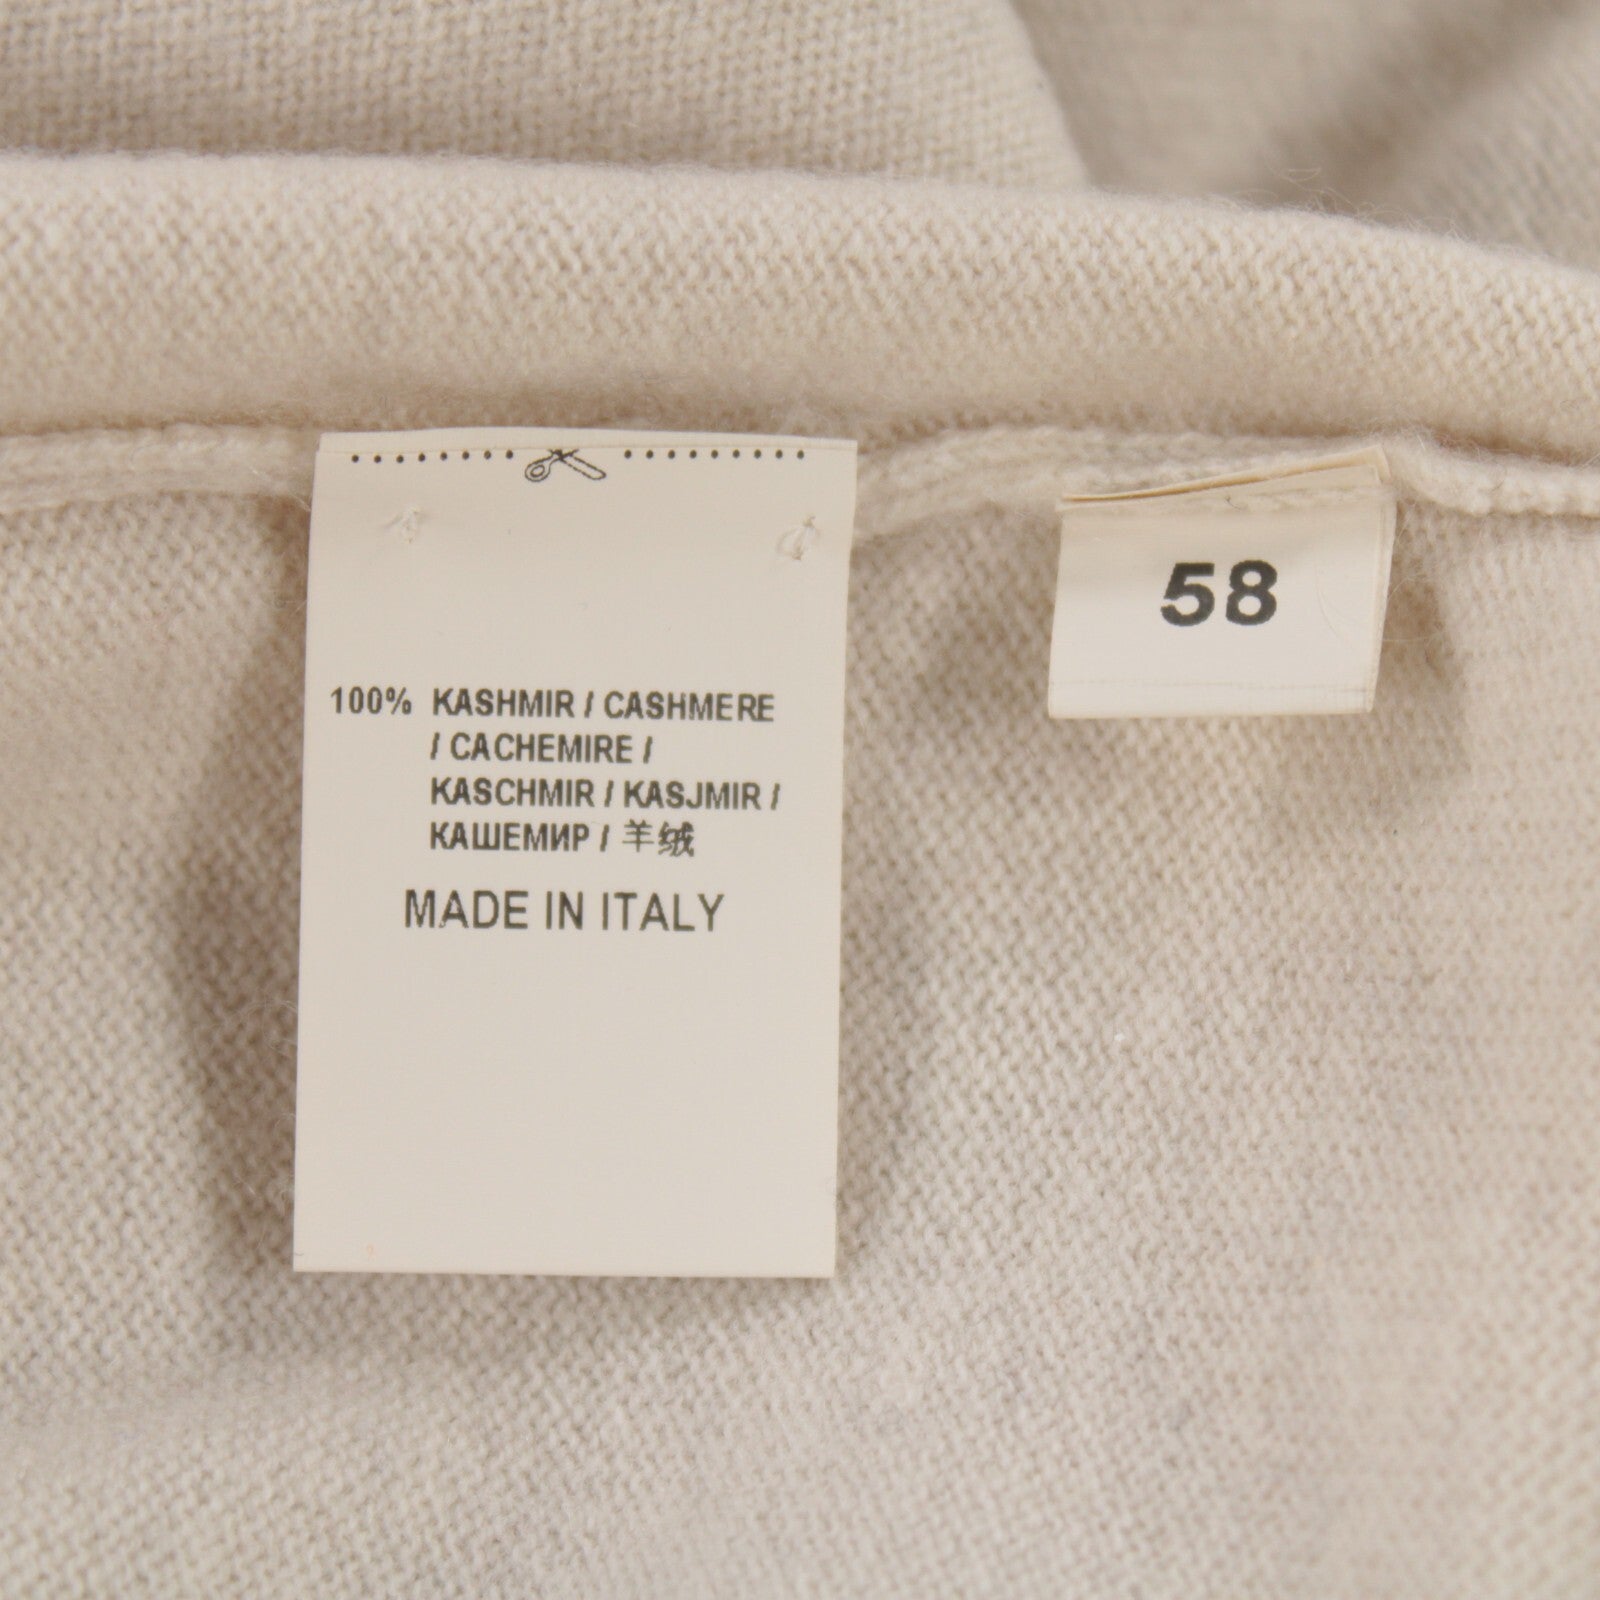 100% KASHMIR / CASHMERE
/ CACHEMIRE /
KASCHMIR / KASJMIR /
КАШЕМИР / 羊绒
MADE IN ITALY
58